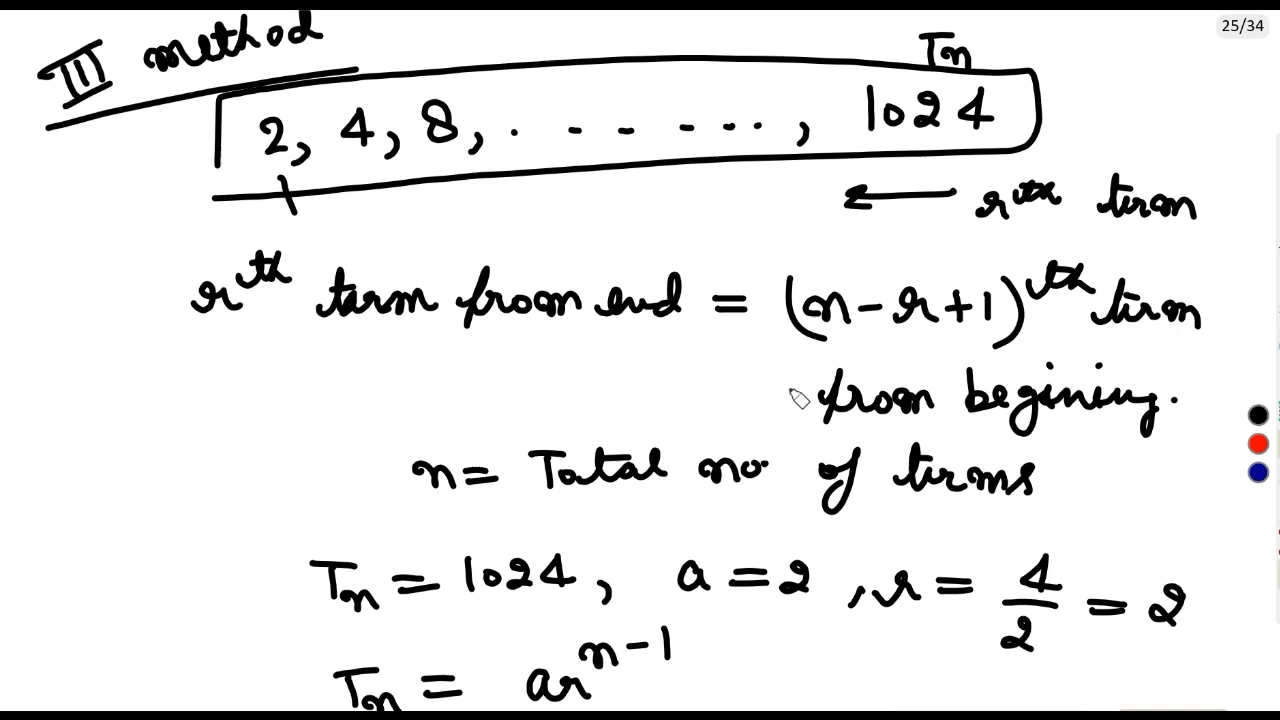 25/34
III method
Tn
2, 4, 8, . - - - - . . , 1024
← rth term
rth term from end = (n-r+1)th term
from begining.
n = Total no. of terms
Tn = 1024, a = 2, r = 4/2 = 2
Tn = ar^n-1